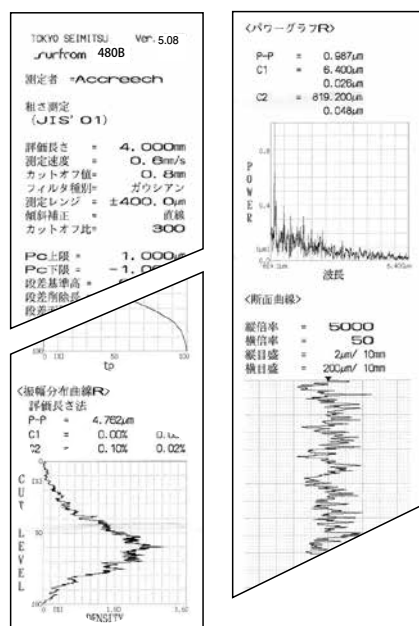 TOKYO SEIMITSU Ver. 5.08
surfcom 480B
測定者 =Accreech
粗さ測定
(JIS'01)
評価長さ = 4.000mm
測定速度 = 0.6mm/s
カットオフ値= 0.8mm
フィルタ種別= ガウシアン
測定レンジ = ±400.0μm
傾斜補正 = 直線
カットオフ比= 300
Pc上限 = 1.000μm
Pc下限 =
段差基準高=
段差削除長
0
50
100
tp
<振幅分布曲線R>
評価長さ法
P-P = 4.762μm
C1 = 0.00%
C2 = 0.10% 0.02%
CUT LEVEL
50
DENSITY
<パワーグラフR>
P-P = 0.987μm
C1 = 6.400μm
0.026μm
C2 = 819.200μm
0.048μm
POWER
波長
<断面曲線>
縦倍率 = 5000
横倍率 = 50
縦目盛 = 2μm/ 10mm
横目盛 = 200μm/ 10mm